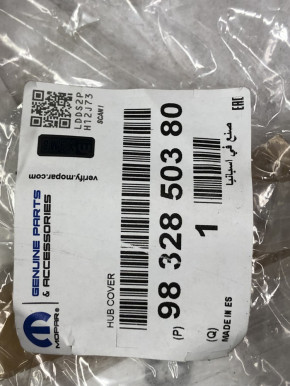 MOPAR®
GENUINE PARTS
& ACCESSORIES
verify.mopar.com
LDDS2P
H12J73
SCAN!
HUB COVER
(P) 98 328 503 80
(Q) 1
MADE IN ES
صنع في اسبانيا
EAC